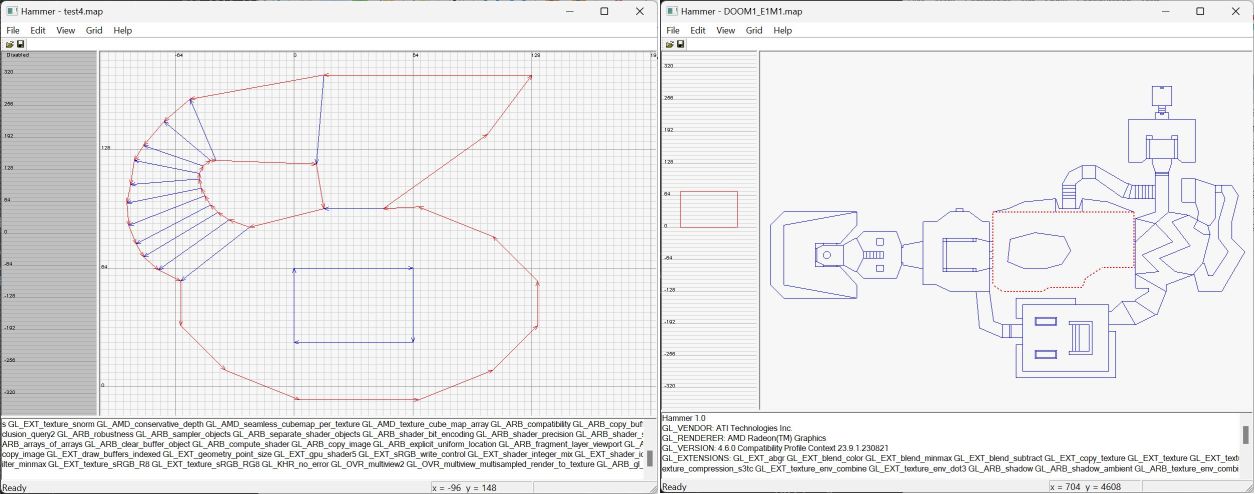 Hammer - test4.map
File Edit View Grid Help
Disabled
-64 0 64 128 19
320
256
192
128
64
0
-64
-128
-192
-256
-320
128
64
0
s GL_EXT_texture_snorm GL_AMD_conservative_depth GL_AMD_seamless_cubemap_per_texture GL_AMD_texture_cube_map_array GL_ARB_compatibility GL_ARB_copy_buf
clusion_query2 GL_ARB_robustness GL_ARB_sampler_objects GL_ARB_separate_shader_objects GL_ARB_shader_bit_encoding GL_ARB_shader_precision GL_ARB_shader_s
ARB_arrays_of_arrays GL_ARB_clear_buffer_object GL_ARB_compute_shader GL_ARB_copy_image GL_ARB_explicit_uniform_location GL_ARB_fragment_layer_viewport GL_A
copy_image GL_EXT_draw_buffers_indexed GL_EXT_geometry_point_size GL_EXT_gpu_shader5 GL_EXT_sRGB_write_control GL_EXT_shader_integer_mix GL_EXT_shader_ic
ilter_minmax GL_EXT_texture_sRGB_R8 GL_EXT_texture_sRGB_RG8 GL_KHR_no_error GL_OVR_multiview2 GL_OVR_multiview_multisampled_render_to_texture GL_ARB_gl_
Ready
x = -96 y = 148
Hammer - DOOM1_E1M1.map
File Edit View Grid Help
320
256
192
128
64
0
-64
-128
-192
-256
-320
Hammer 1.0
GL_VENDOR: ATI Technologies Inc.
GL_RENDERER: AMD Radeon(TM) Graphics
GL_VERSION: 4.6.0 Compatibility Profile Context 23.9.1.230821
GL_EXTENSIONS: GL_EXT_abgr GL_EXT_blend_color GL_EXT_blend_minmax GL_EXT_blend_subtract GL_EXT_copy_texture GL_EXT_texture GL_EXT_text
exture_compression_s3tc GL_EXT_texture_env_combine GL_EXT_texture_env_dot3 GL_ARB_shadow GL_ARB_shadow_ambient GL_ARB_texture_env_combi
Ready
x = 704 y = 4608